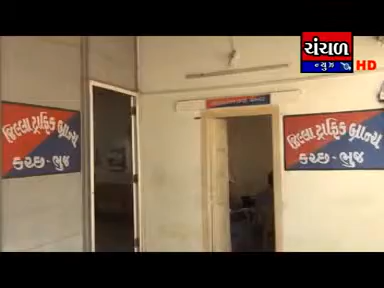 ચંચળ
ન્યુઝ HD
જિલ્લા ટ્રાફિક બ્રાન્ચ
કચ્છ - ભુજ
જિલ્લા ટ્રાફિક બ્રાન્ચ
કચ્છ - ભુજ